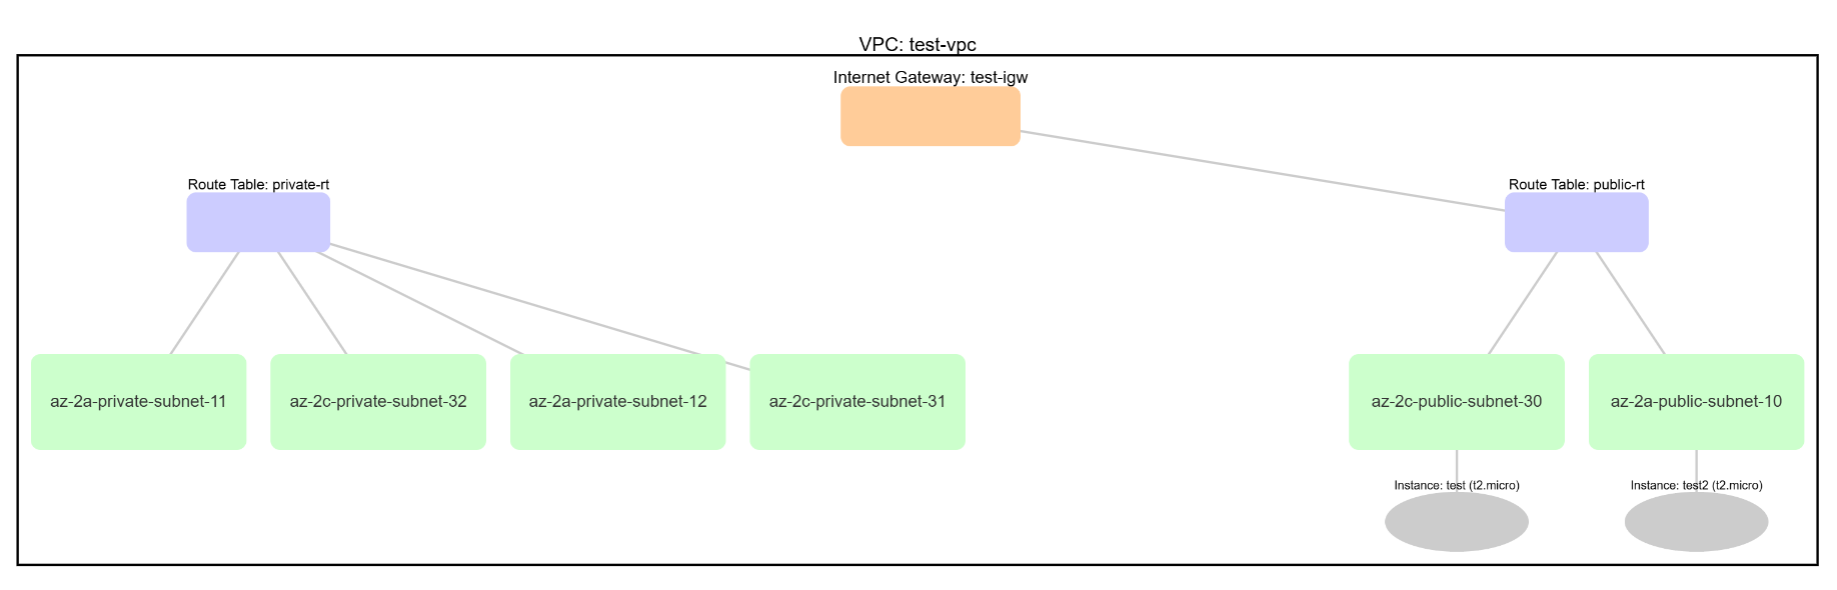 VPC: test-vpc
Internet Gateway: test-igw
Route Table: private-rt
Route Table: public-rt
az-2a-private-subnet-11
az-2c-private-subnet-32
az-2a-private-subnet-12
az-2c-private-subnet-31
az-2c-public-subnet-30
az-2a-public-subnet-10
Instance: test (t2.micro)
Instance: test2 (t2.micro)